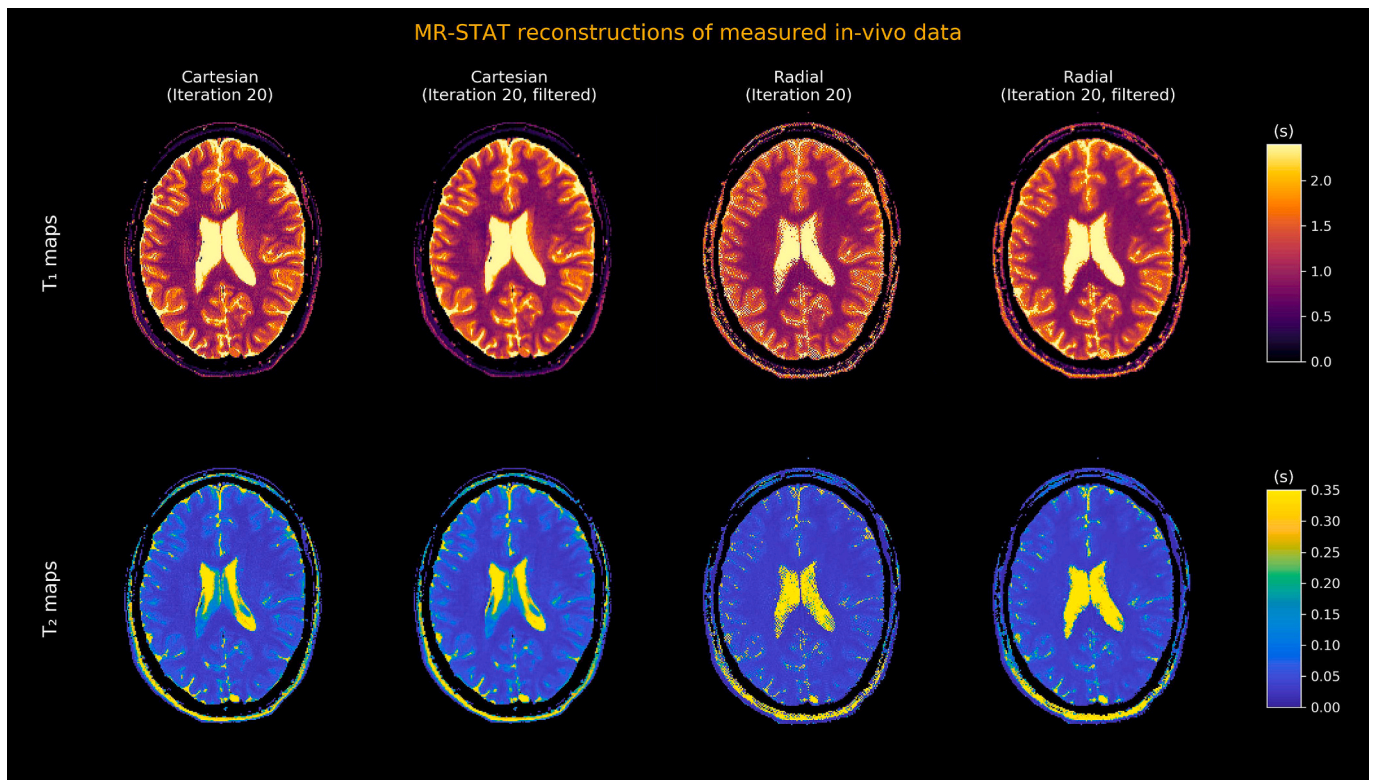 MR-STAT reconstructions of measured in-vivo data
Cartesian
(Iteration 20)
Cartesian
(Iteration 20, filtered)
Radial
(Iteration 20)
Radial
(Iteration 20, filtered)
T₁ maps
(s)
2.0
1.5
1.0
0.5
0.0
T₂ maps
(s)
0.35
0.30
0.25
0.20
0.15
0.10
0.05
0.00